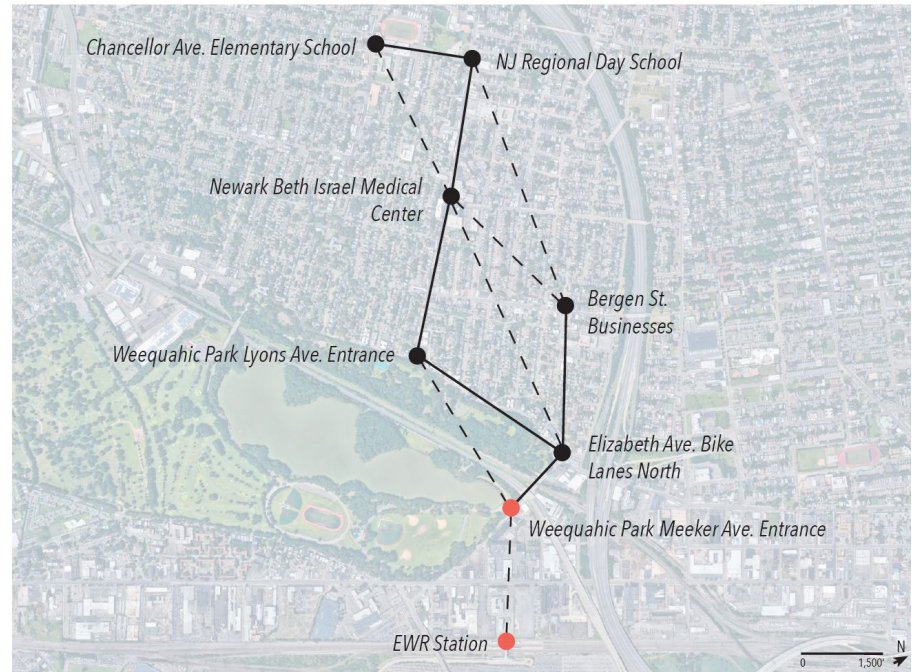 Chancellor Ave. Elementary School
NJ Regional Day School
Newark Beth Israel Medical
Center
Bergen St.
Businesses
Weequahic Park Lyons Ave. Entrance
Elizabeth Ave. Bike
Lanes North
Weequahic Park Meeker Ave. Entrance
EWR Station
N
0 1,500'